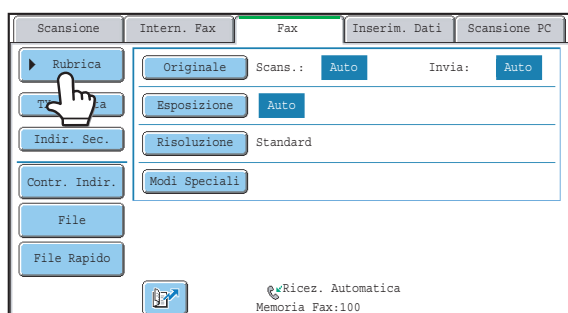 Scansione Intern. Fax Fax Inserim. Dati Scansione PC
Rubrica Originale Scans.: Auto Invia: Auto
Esposizione Auto
Indir. Sec. Risoluzione Standard
Contr. Indir. Modi Speciali
File
File Rapido
Ricez. Automatica
Memoria Fax:100